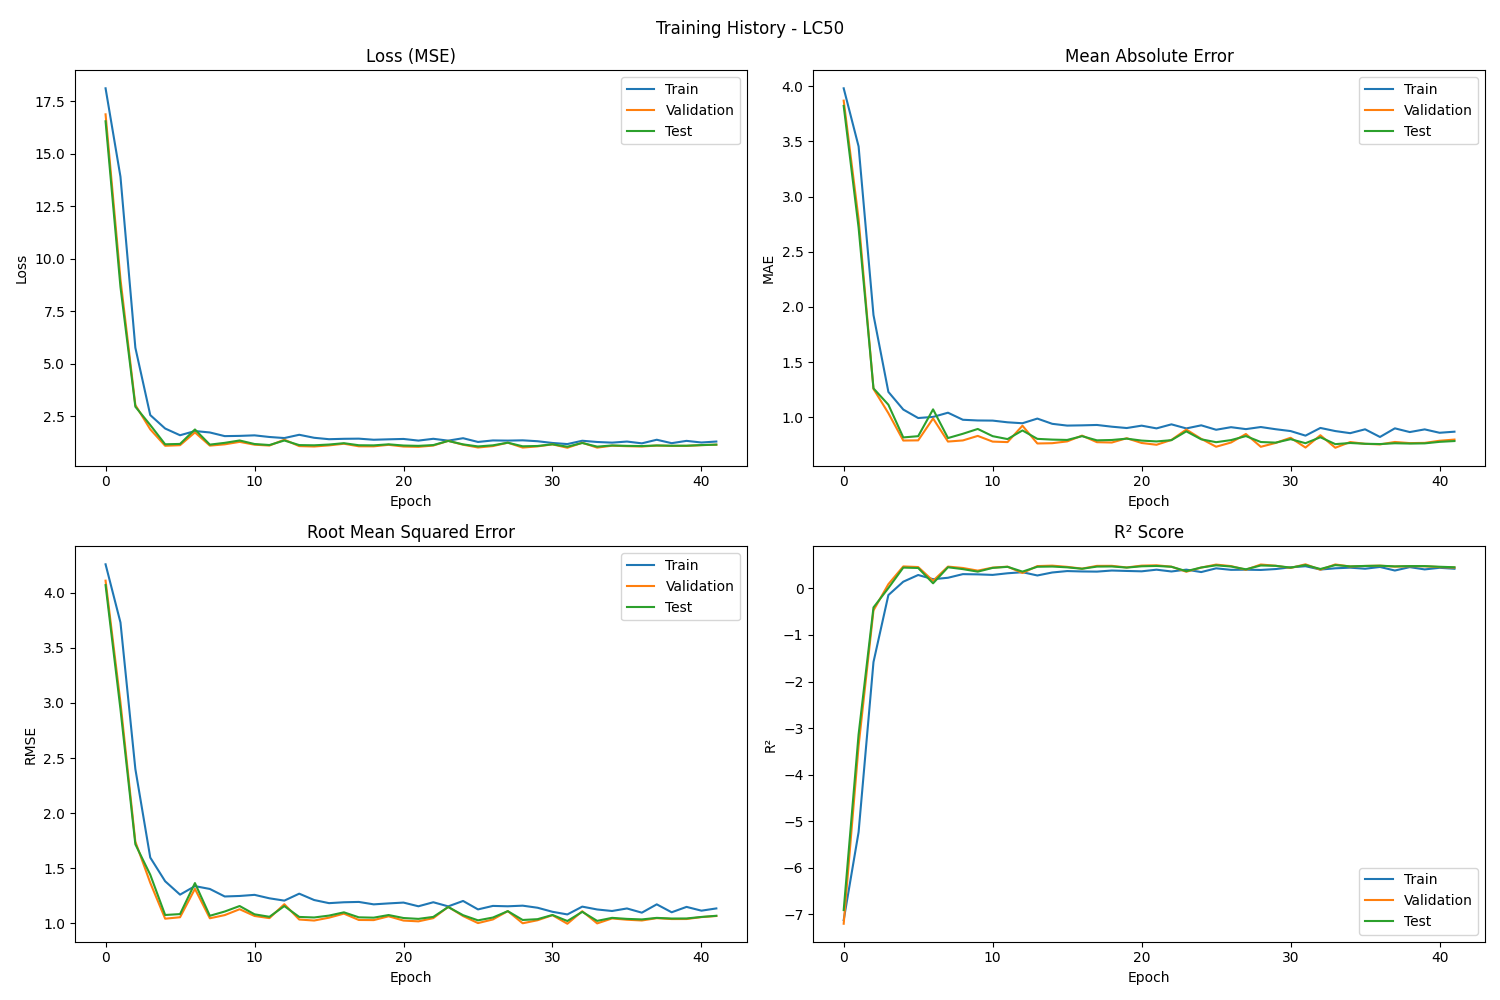 Training History - LC50
Loss (MSE)
17.5
15.0
12.5
10.0
7.5
5.0
2.5
Loss
0 10 20 30 40
Epoch
Train
Validation
Test
Mean Absolute Error
4.0
3.5
3.0
2.5
2.0
1.5
1.0
MAE
0 10 20 30 40
Epoch
Train
Validation
Test
Root Mean Squared Error
4.0
3.5
3.0
2.5
2.0
1.5
1.0
RMSE
0 10 20 30 40
Epoch
Train
Validation
Test
R² Score
0
−1
−2
−3
−4
−5
−6
−7
R²
0 10 20 30 40
Epoch
Train
Validation
Test